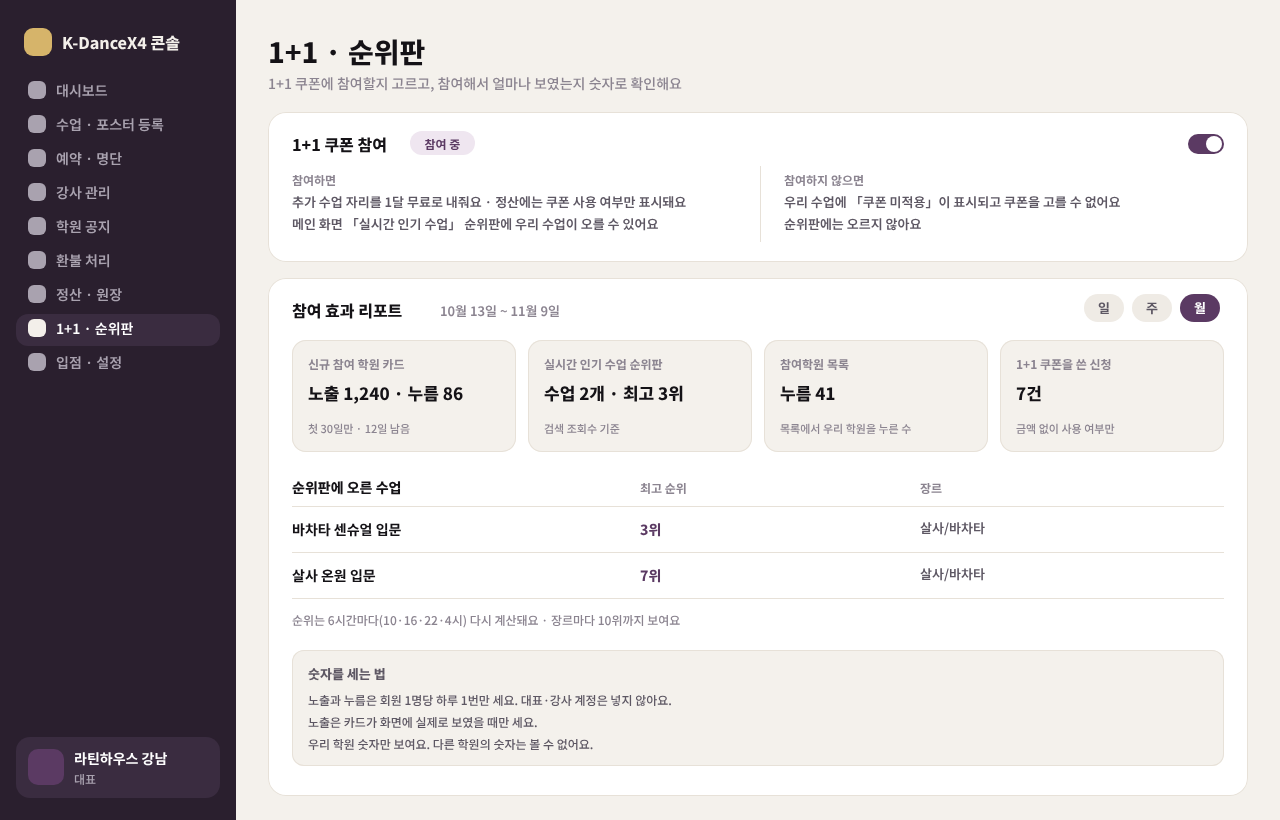 K-DanceX4 콘솔
대시보드
수업 · 포스터 등록
예약 · 명단
강사 관리
학원 공지
환불 처리
정산 · 원장
1+1 · 순위판
입점 · 설정
라틴하우스 강남
대표
1+1 · 순위판
1+1 쿠폰에 참여할지 고르고, 참여해서 얼마나 보였는지 숫자로 확인해요
1+1 쿠폰 참여
참여 중
참여하면
추가 수업 자리를 1달 무료로 내줘요 · 정산에는 쿠폰 사용 여부만 표시돼요
메인 화면 「실시간 인기 수업」 순위판에 우리 수업이 오를 수 있어요
참여하지 않으면
우리 수업에 「쿠폰 미적용」이 표시되고 쿠폰을 고를 수 없어요
순위판에는 오르지 않아요
참여 효과 리포트
10월 13일 ~ 11월 9일
일
주
월
신규 참여 학원 카드
노출 1,240 · 누름 86
첫 30일만 · 12일 남음
실시간 인기 수업 순위판
수업 2개 · 최고 3위
검색 조회수 기준
참여학원 목록
누름 41
목록에서 우리 학원을 누른 수
1+1 쿠폰을 쓴 신청
7건
금액 없이 사용 여부만
순위판에 오른 수업
최고 순위
장르
바차타 센슈얼 입문
3위
살사/바차타
살사 온원 입문
7위
살사/바차타
순위는 6시간마다(10·16·22·4시) 다시 계산돼요 · 장르마다 10위까지 보여요
숫자를 세는 법
노출과 누름은 회원 1명당 하루 1번만 세요. 대표·강사 계정은 넣지 않아요.
노출은 카드가 화면에 실제로 보였을 때만 세요.
우리 학원 숫자만 보여요. 다른 학원의 숫자는 볼 수 없어요.